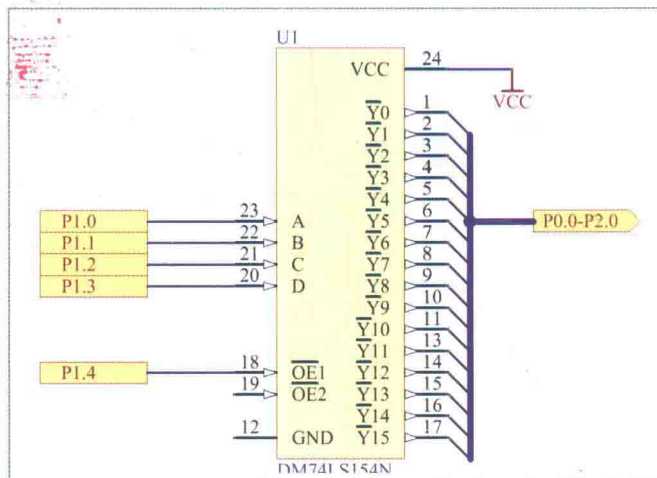 U1
VCC 24
VCC
Y0 1
Y1 2
Y2 3
Y3 4
Y4 5
P1.0 23 A Y5 6 P0.0-P2.0
P1.1 22 B Y6 7
P1.2 21 C Y7 8
P1.3 20 D Y8 9
Y9 10
Y10 11
Y11 13
P1.4 18 OE1 Y12 14
19 OE2 Y13 15
Y14 16
12 GND Y15 17
DM74LS154N